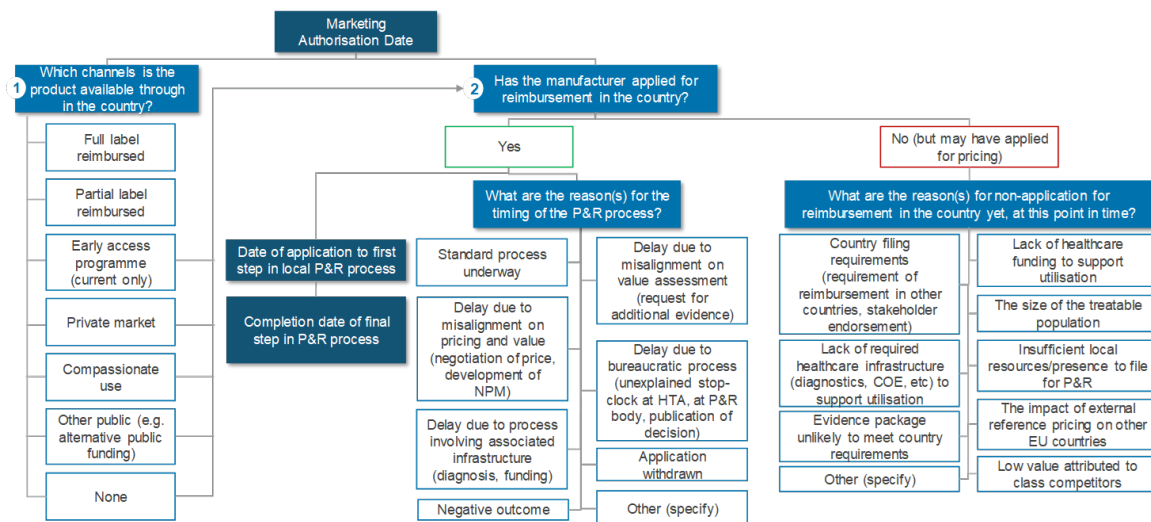 Marketing
Authorisation Date
1
Which channels is the
product available through
in the country?
Full label
reimbursed
Partial label
reimbursed
Early access
programme
(current only)
Private market
Compassionate
use
Other public (e.g.
alternative public
funding)
None
2
Has the manufacturer applied for
reimbursement in the country?
Yes
Date of application to first
step in local P&R process
Completion date of final
step in P&R process
What are the reason(s) for the
timing of the P&R process?
Standard process
underway
Delay due to
misalignment on
pricing and value
(negotiation of price,
development of
NPM)
Delay due to process
involving associated
infrastructure
(diagnosis, funding)
Negative outcome
Delay due to
misalignment on
value assessment
(request for
additional evidence)
Delay due to
bureaucratic process
(unexplained stop-
clock at HTA, at P&R
body, publication of
decision)
Application
withdrawn
Other (specify)
No (but may have applied
for pricing)
What are the reason(s) for non-application for
reimbursement in the country yet, at this point in time?
Country filing
requirements
(requirement of
reimbursement in other
countries, stakeholder
endorsement)
Lack of required
healthcare infrastructure
(diagnostics, COE, etc) to
support utilisation
Evidence package
unlikely to meet country
requirements
Other (specify)
Lack of healthcare
funding to support
utilisation
The size of the treatable
population
Insufficient local
resources/presence to file
for P&R
The impact of external
reference pricing on other
EU countries
Low value attributed to
class competitors